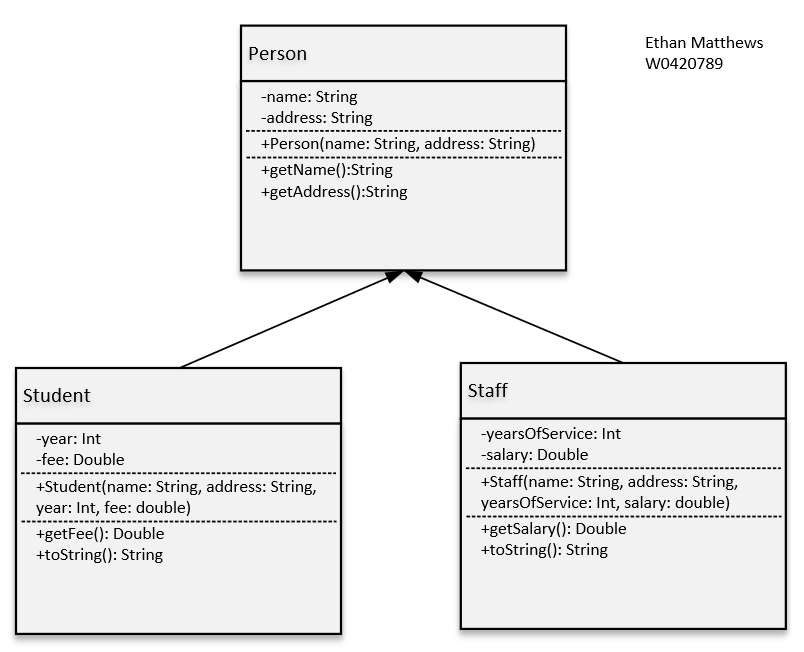 Ethan Matthews
W0420789
Person
-name: String
-address: String
+Person(name: String, address: String)
+getName():String
+getAddress():String
Student
-year: Int
-fee: Double
+Student(name: String, address: String,
year: Int, fee: double)
+getFee(): Double
+toString(): String
Staff
-yearsOfService: Int
-salary: Double
+Staff(name: String, address: String,
yearsOfService: Int, salary: double)
+getSalary(): Double
+toString(): String